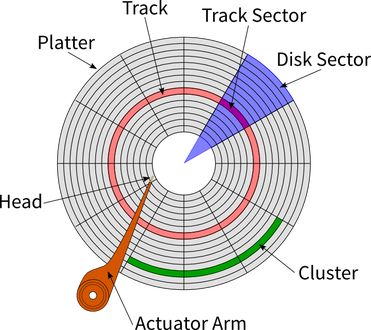 Track
Track Sector
Platter
Disk Sector
Head
Cluster
Actuator Arm